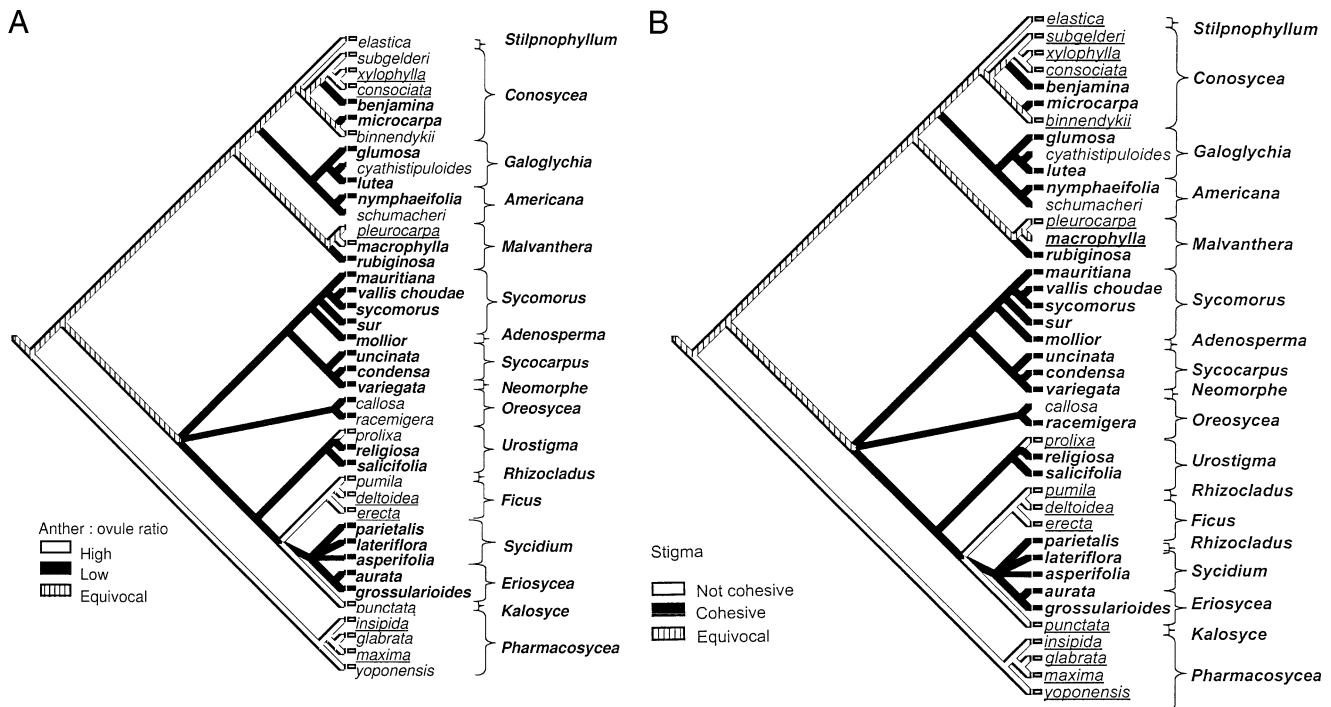 A
elastica
subgelderi
xylophylla
consociata
benjamina
microcarpa
binnendykii
glumosa
cyathistipuloides
lutea
nymphaeifolia
schumacheri
pleurocarpa
macrophylla
rubiginosa
mauritiana
vallis choudae
sycomorus
sur
mollior
uncinata
condensa
variegata
callosa
racemigera
prolixa
religiosa
salicifolia
pumila
deltoidea
erecta
parietalis
lateriflora
asperifolia
aurata
grossularioides
punctata
insipida
glabrata
maxima
yoponensis
Stilpnophyllum
Conosycea
Galoglychia
Americana
Malvanthera
Sycomorus
Adenosperma
Sycocarpus
Neomorphe
Oreosycea
Urostigma
Rhizocladus
Ficus
Sycidium
Eriosycea
Kalosyce
Pharmacosycea
Anther : ovule ratio
High
Low
Equivocal
B
elastica
subgelderi
xylophylla
consociata
benjamina
microcarpa
binnendykii
glumosa
cyathistipuloides
lutea
nymphaeifolia
schumacheri
pleurocarpa
macrophylla
rubiginosa
mauritiana
vallis choudae
sycomorus
sur
mollior
uncinata
condensa
variegata
callosa
racemigera
prolixa
religiosa
salicifolia
pumila
deltoidea
erecta
parietalis
lateriflora
asperifolia
aurata
grossularioides
punctata
insipida
glabrata
maxima
yoponensis
Stilpnophyllum
Conosycea
Galoglychia
Americana
Malvanthera
Sycomorus
Adenosperma
Sycocarpus
Neomorphe
Oreosycea
Urostigma
Rhizocladus
Ficus
Rhizocladus
Sycidium
Eriosycea
Kalosyce
Pharmacosycea
Stigma
Not cohesive
Cohesive
Equivocal